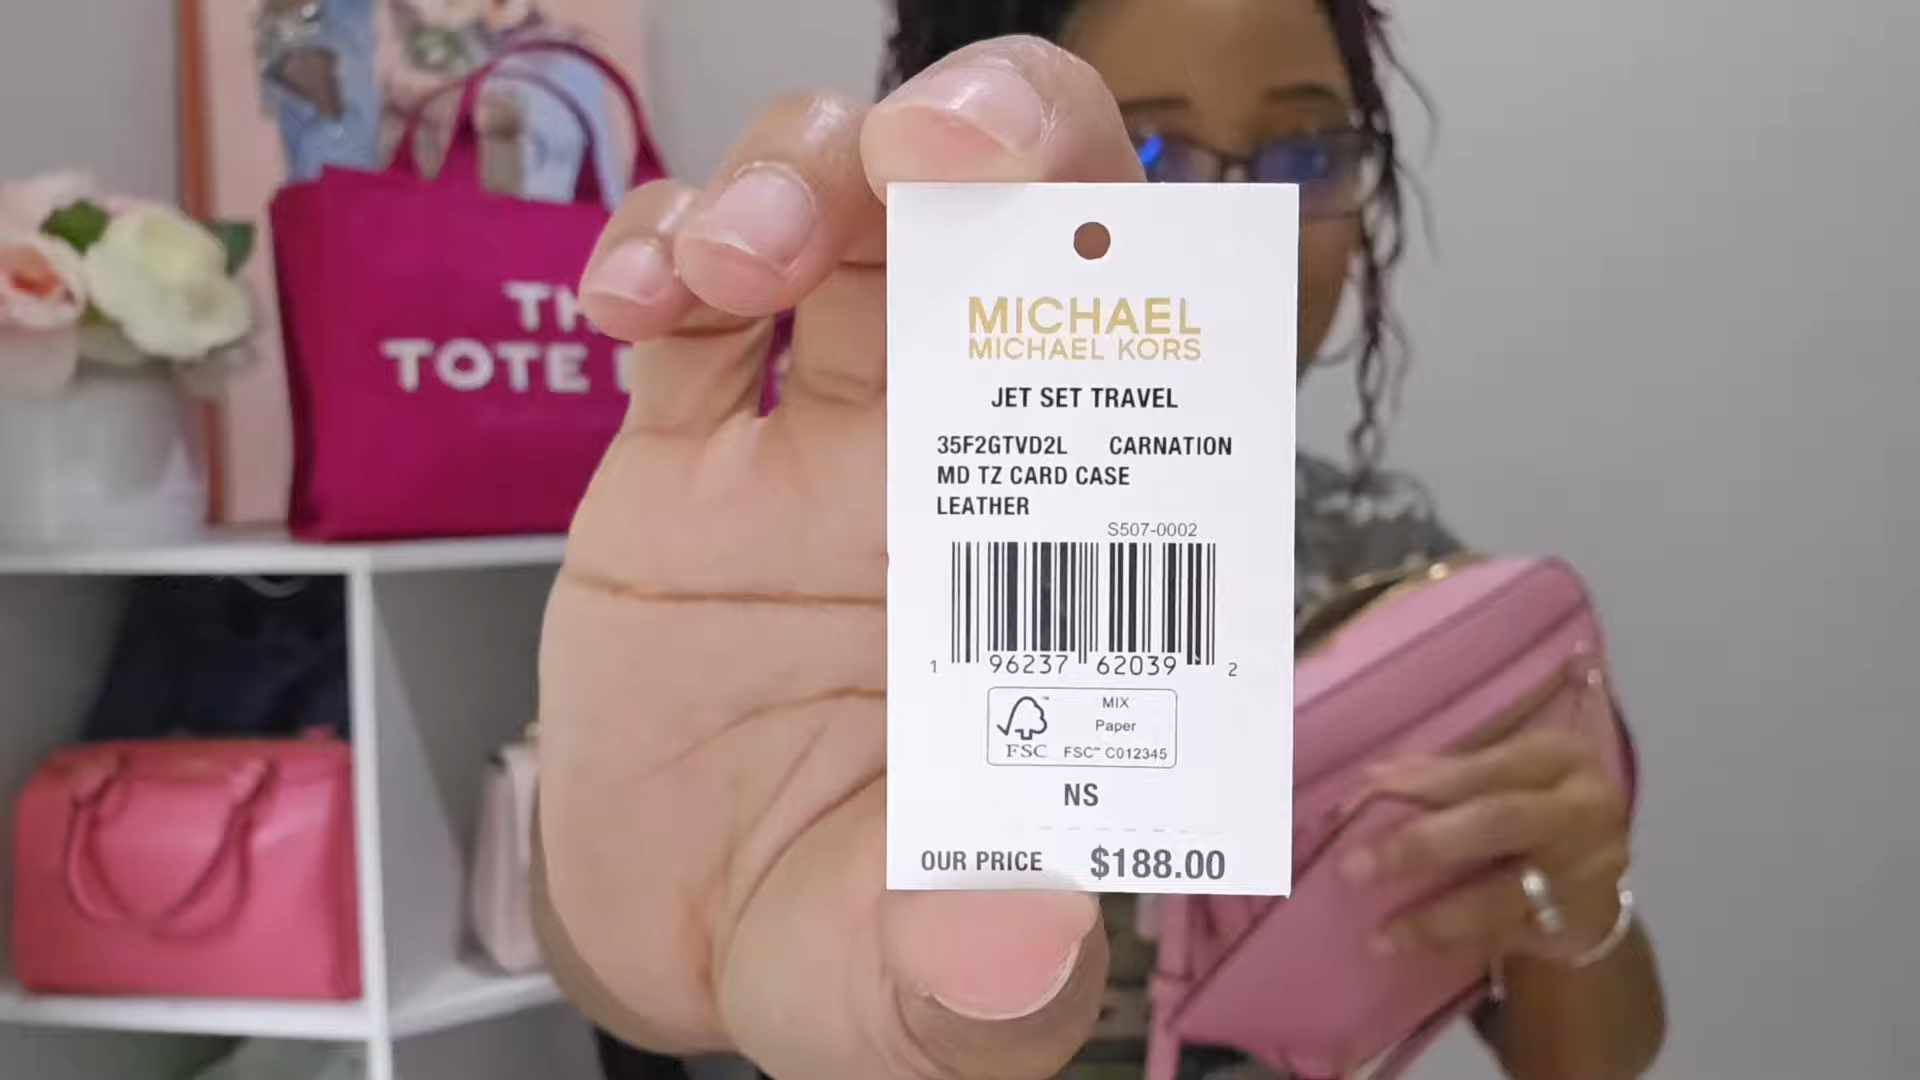 TH
TOTE
MICHAEL
MICHAEL KORS
JET SET TRAVEL
35F2GTVD2L CARNATION
MD TZ CARD CASE
LEATHER
S507-0002
1 96237 62039 2
MIX
Paper
FSC FSC™ C012345
NS
OUR PRICE $188.00